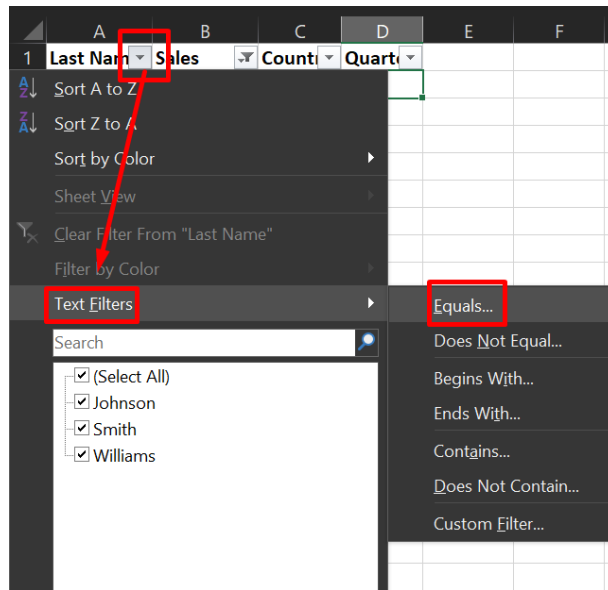 A B C D E F
1 Last Nam Sales Countr Quart
Sort A to Z
Sort Z to A
Sort by Color
Sheet View
Clear Filter From "Last Name"
Filter by Color
Text Filters
Equals...
Search
Does Not Equal...
(Select All)
Begins With...
Johnson
Ends With...
Smith
Contains...
Williams
Does Not Contain...
Custom Filter...